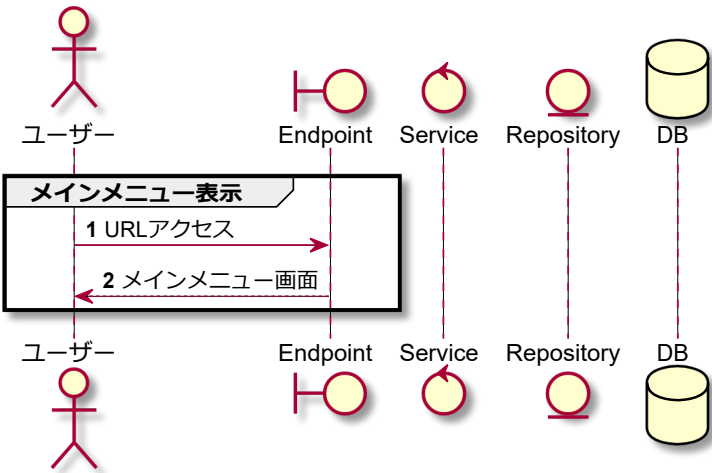 ユーザー Endpoint Service Repository DB
メインメニュー表示
1 URLアクセス
2 メインメニュー画面
ユーザー Endpoint Service Repository DB